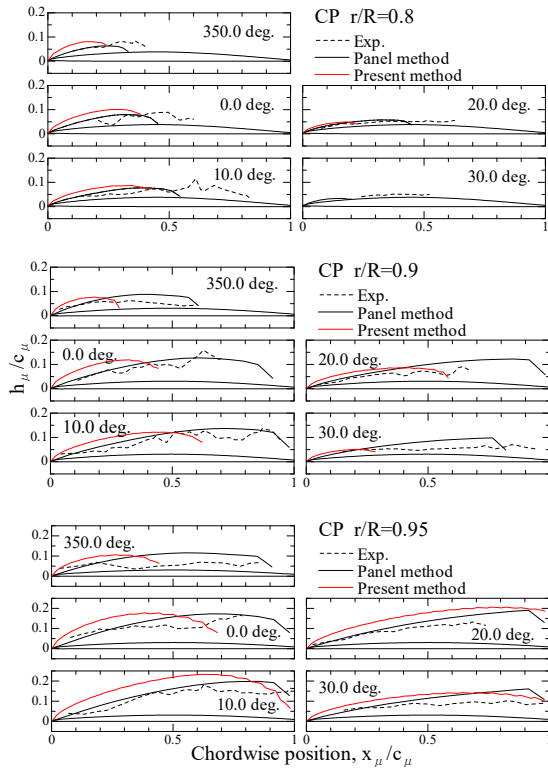 CP r/R=0.8
Exp.
Panel method
Present method
350.0 deg.
0.2
0.1
0
0.0 deg.
0.2
0.1
0
20.0 deg.
10.0 deg.
0.2
0.1
0
30.0 deg.
0 0.5 1 0 0.5 1
CP r/R=0.9
Exp.
Panel method
Present method
350.0 deg.
0.2
0.1
0
0.0 deg.
0.2
0.1
0
20.0 deg.
10.0 deg.
0.2
0.1
0
30.0 deg.
0 0.5 1 0 0.5 1
CP r/R=0.95
Exp.
Panel method
Present method
350.0 deg.
0.2
0.1
0
0.0 deg.
0.2
0.1
0
20.0 deg.
10.0 deg.
0.2
0.1
0
30.0 deg.
0 0.5 1 0 0.5 1
h_μ/c_μ
Chordwise position, x_μ/c_μ